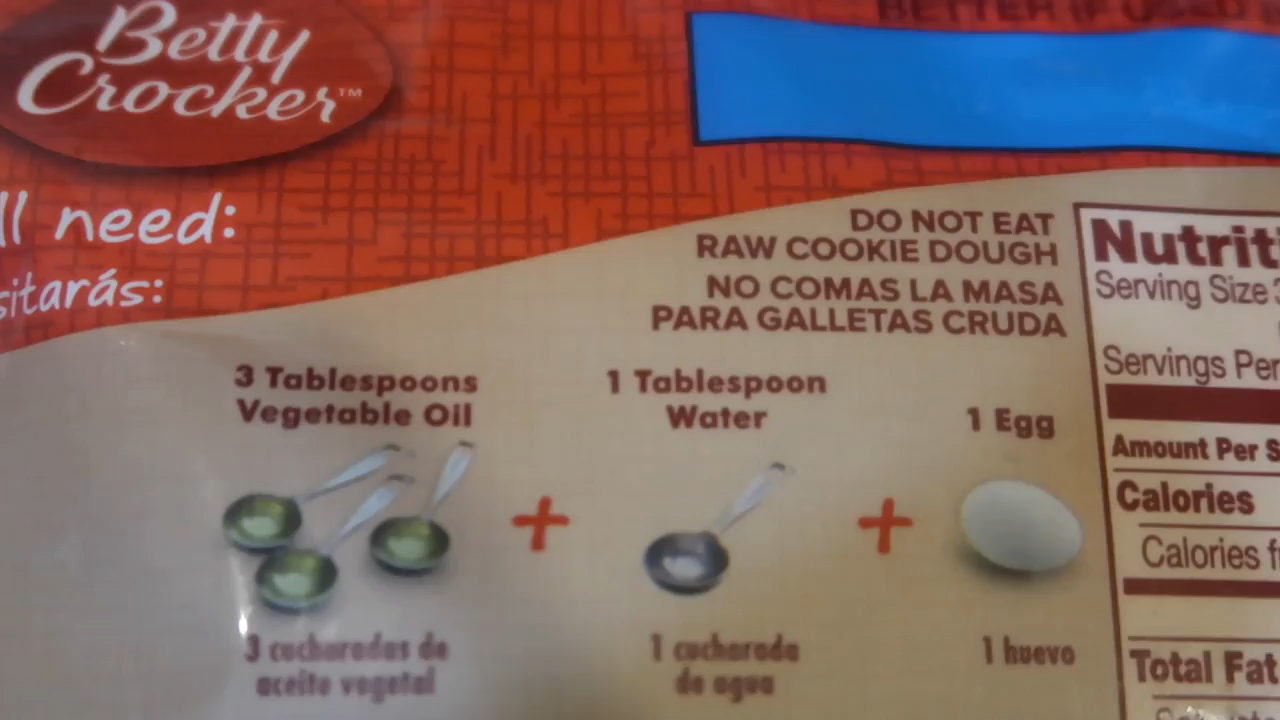 Betty
Crocker™
BETTER IF USED
ll need:
sitarás:
DO NOT EAT
RAW COOKIE DOUGH
NO COMAS LA MASA
PARA GALLETAS CRUDA
3 Tablespoons
Vegetable Oil
1 Tablespoon
Water
1 Egg
3 cucharadas de
aceite vegetal
1 cucharada
de agua
1 huevo
Nutriti
Serving Size
Servings Per
Amount Per S
Calories
Calories f
Total Fat